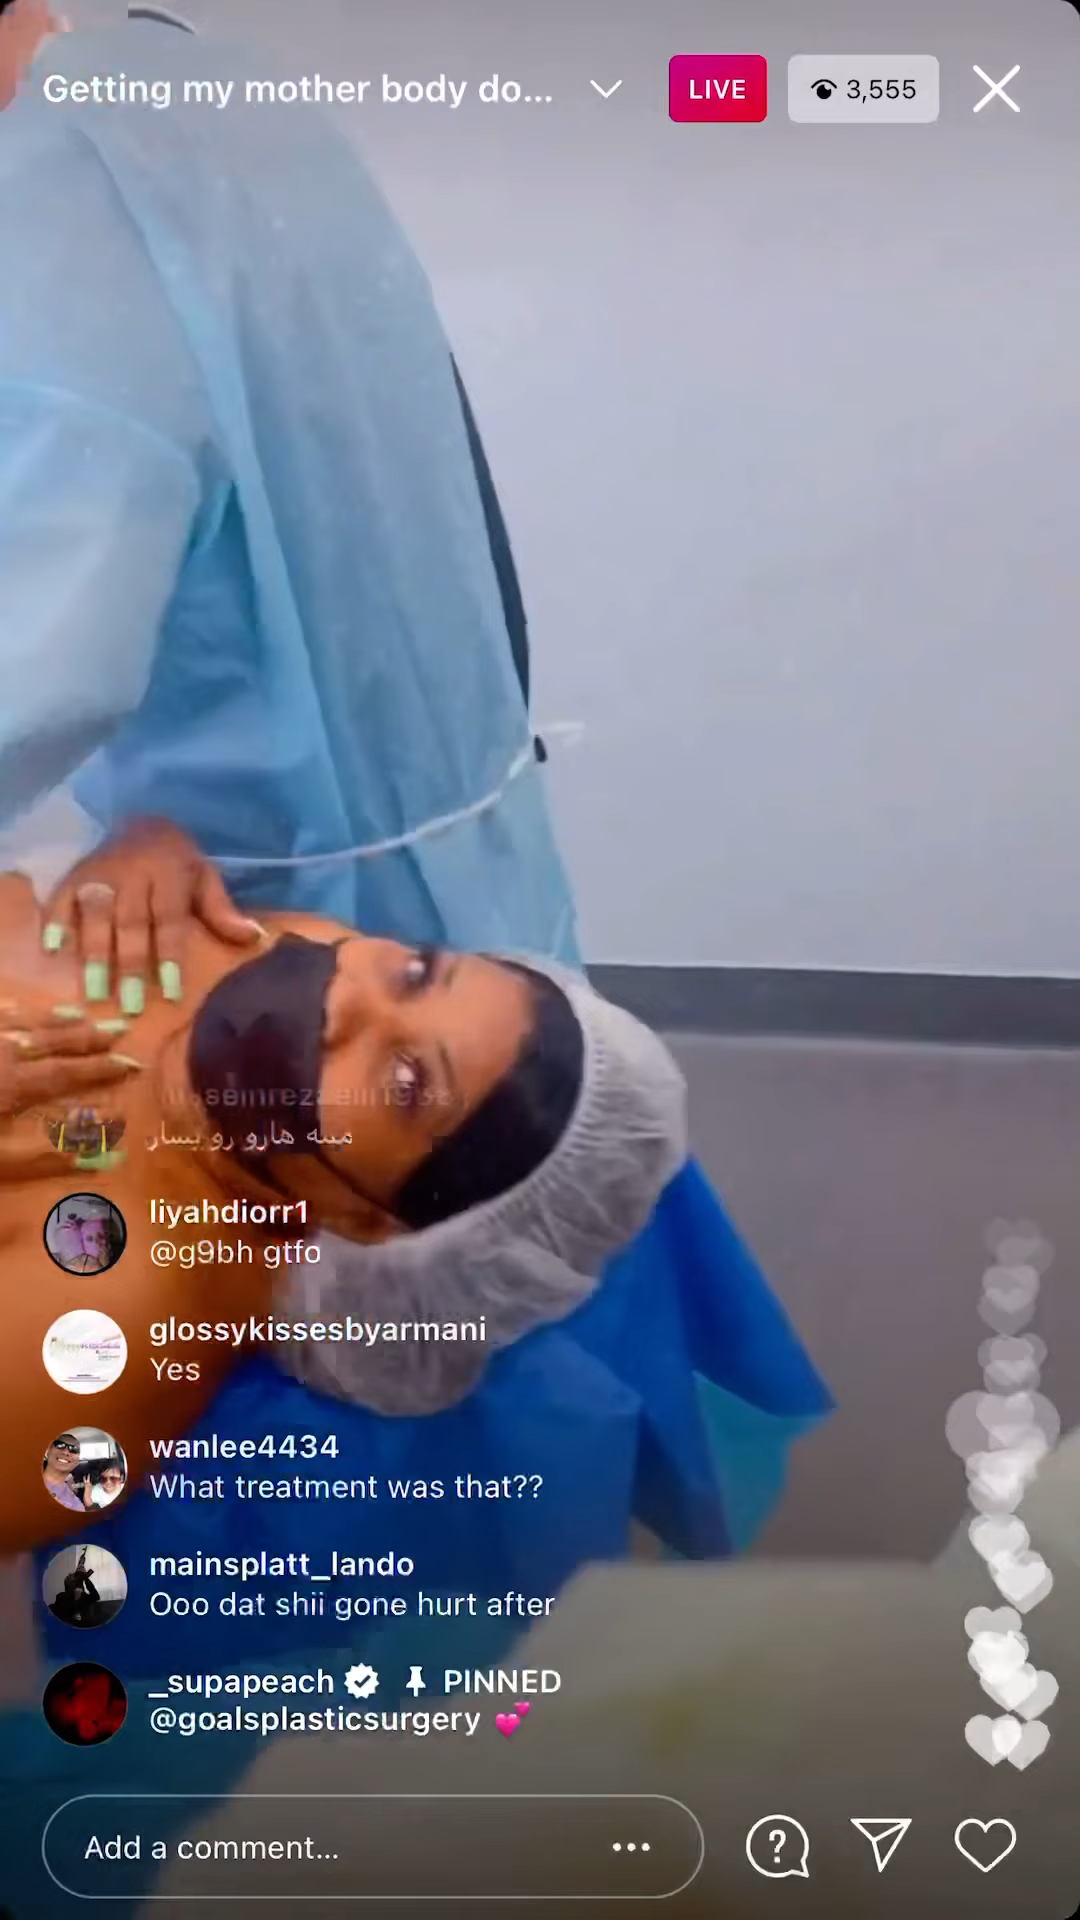 Getting my mother body do...
LIVE
3,555
مینه هارو رو بسار
liyahdiorr1
@g9bh gtfo
glossykissesbyarmani
Yes
wanlee4434
What treatment was that??
mainsplatt_lando
Ooo dat shii gone hurt after
_supapeach PINNED
@goalsplasticsurgery 💕
Add a comment...